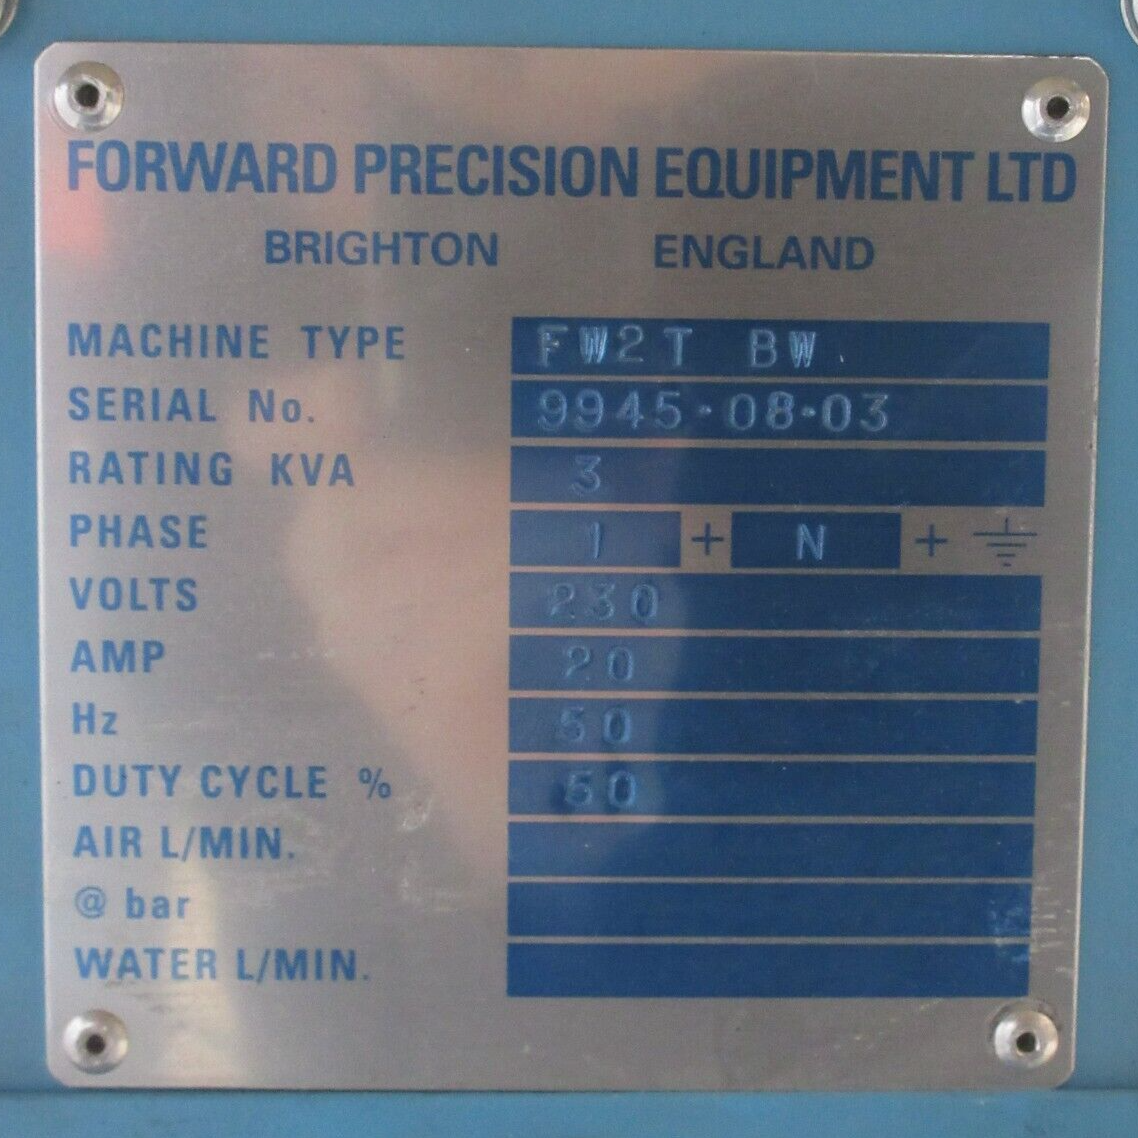 FORWARD PRECISION EQUIPMENT LTD
BRIGHTON ENGLAND
MACHINE TYPE FW2T BW
SERIAL No. 9945-08-03
RATING KVA 3
PHASE 1 + N + ⏚
VOLTS 230
AMP 20
Hz 50
DUTY CYCLE % 50
AIR L/MIN.
@ bar
WATER L/MIN.